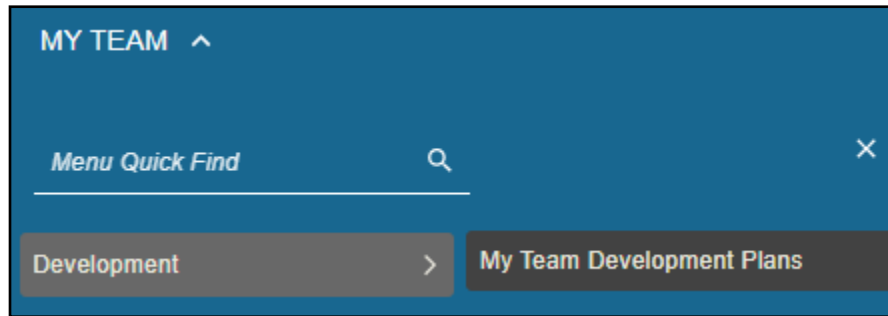 MY TEAM
Menu Quick Find
Development
My Team Development Plans